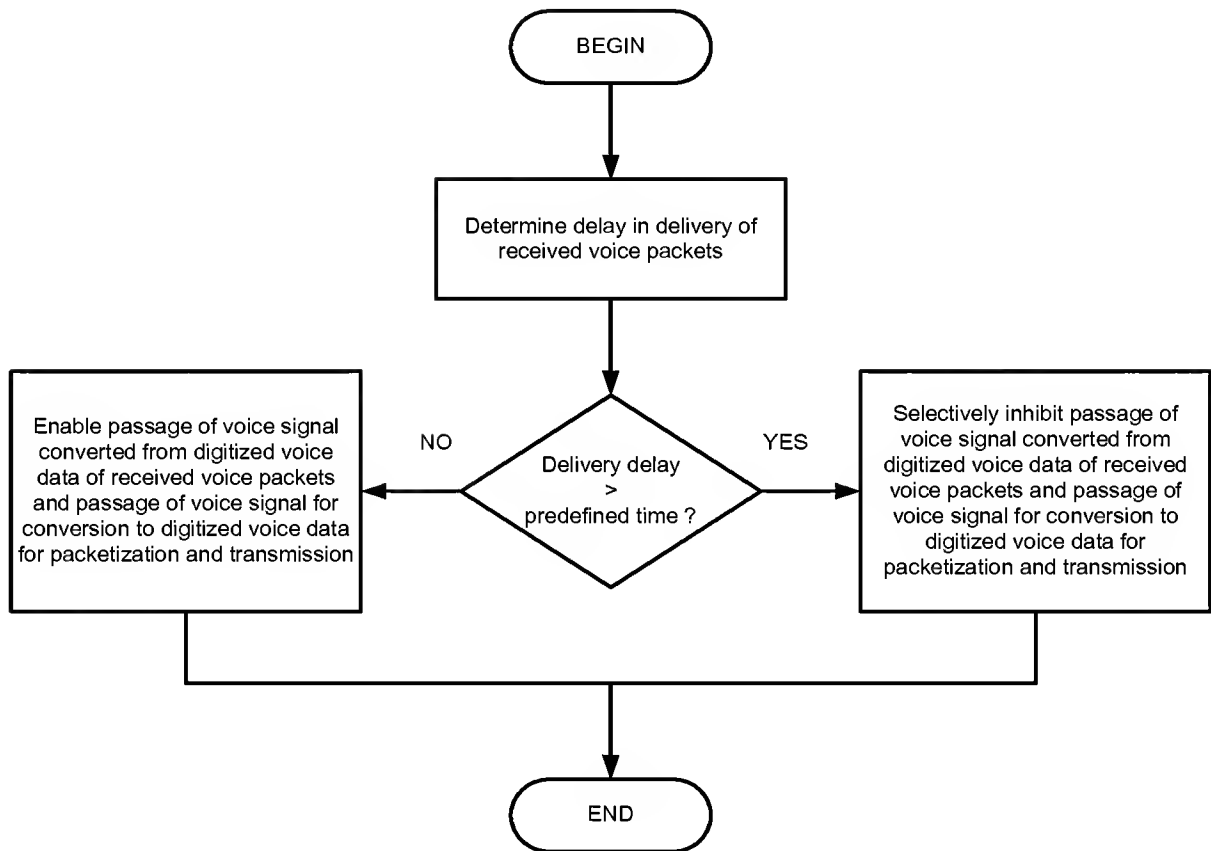 BEGIN
Determine delay in delivery of
received voice packets
Enable passage of voice signal
converted from digitized voice
data of received voice packets
and passage of voice signal for
conversion to digitized voice data
for packetization and transmission
NO
Delivery delay
>
predefined time ?
YES
Selectively inhibit passage of
voice signal converted from
digitized voice data of received
voice packets and passage of
voice signal for conversion to
digitized voice data for
packetization and transmission
END